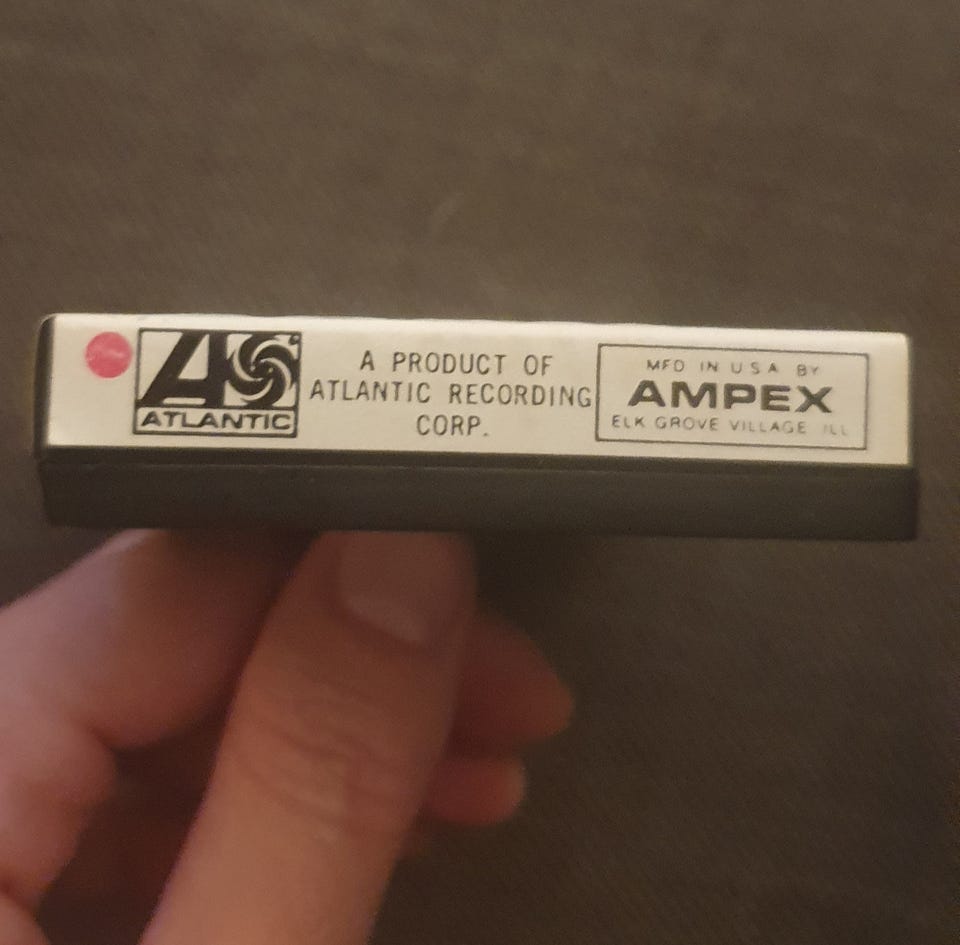 ATLANTIC
A PRODUCT OF
ATLANTIC RECORDING
CORP.
MFD IN U S A BY
AMPEX
ELK GROVE VILLAGE ILL